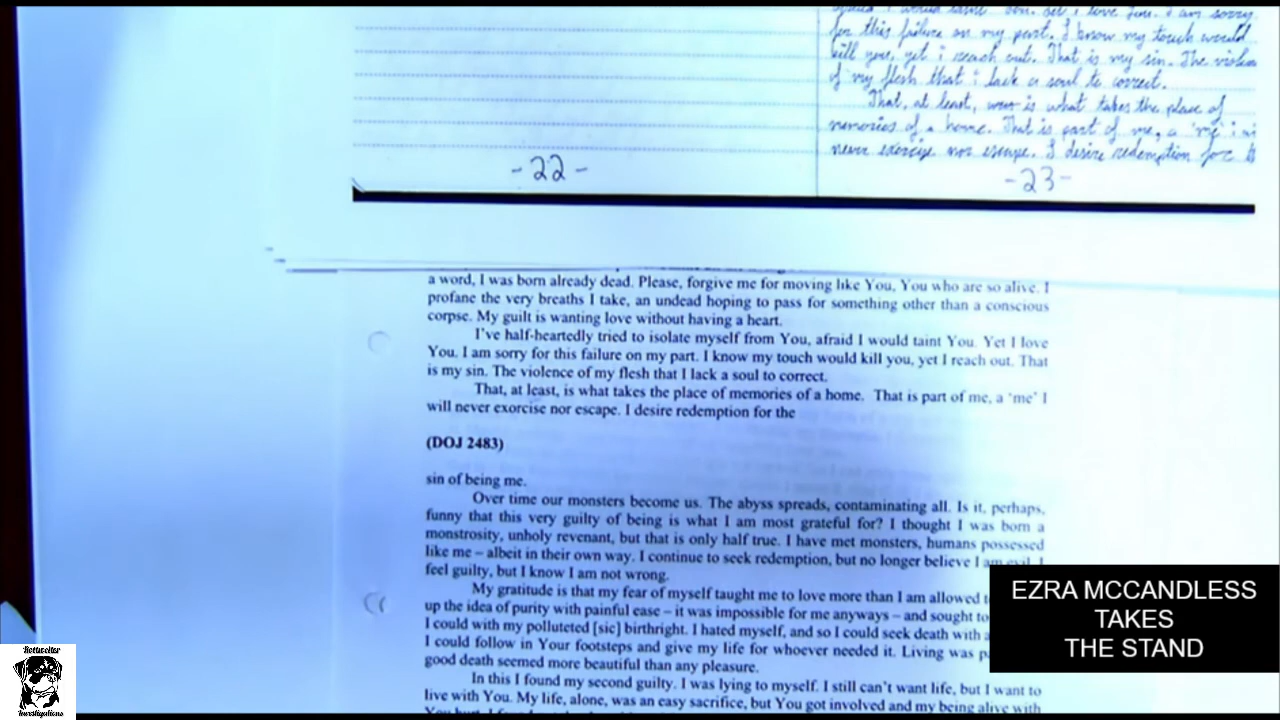 afraid I would taint You. Yet i love You. I am sorry
for this failure on my part. I know my touch would
kill you, yet i reach out. That is my sin. The violen
of my flesh that i lack a soul to correct.
That, at least, is what takes the place of
memories of a home. That is part of me, a 'me' i wi
never exorcise nor escape. I desire redemption for th
-22-
-23-
a word, I was born already dead. Please, forgive me for moving like You, You who are so alive. I
profane the very breaths I take, an undead hoping to pass for something other than a conscious
corpse. My guilt is wanting love without having a heart.
I've half-heartedly tried to isolate myself from You, afraid I would taint You. Yet I love
You. I am sorry for this failure on my part. I know my touch would kill you, yet I reach out. That
is my sin. The violence of my flesh that I lack a soul to correct.
That, at least, is what takes the place of memories of a home. That is part of me, a 'me' I
will never exorcise nor escape. I desire redemption for the
(DOJ 2483)
sin of being me.
Over time our monsters become us. The abyss spreads, contaminating all. Is it, perhaps,
funny that this very guilty of being is what I am most grateful for? I thought I was born a
monstrosity, unholy revenant, but that is only half true. I have met monsters, humans possessed
like me – albeit in their own way. I continue to seek redemption, but no longer believe I am evil. I
feel guilty, but I know I am not wrong.
My gratitude is that my fear of myself taught me to love more than I am allowed
up the idea of purity with painful ease – it was impossible for me anyways – and sought to
I could with my polluteted [sic] birthright. I hated myself, and so I could seek death with
I could follow in Your footsteps and give my life for whoever needed it. Living was
good death seemed more beautiful than any pleasure.
In this I found my second guilty. I was lying to myself. I still can't want life, but I want to
live with You. My life, alone, was an easy sacrifice, but You got involved and my being alive with
EZRA MCCANDLESS
TAKES
THE STAND
Rottweiler
Investigations